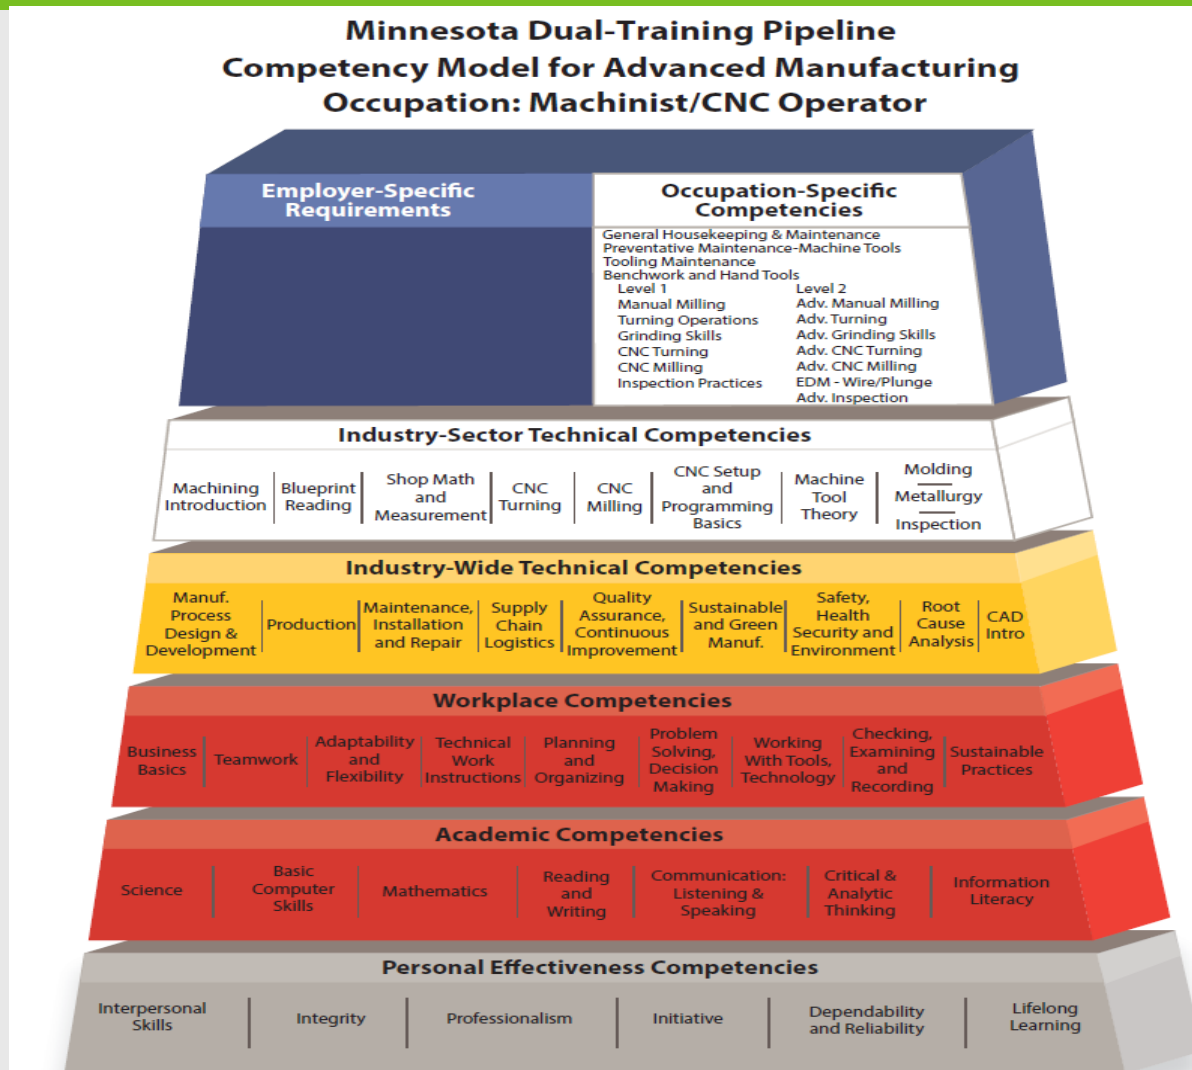 Minnesota Dual-Training Pipeline
Competency Model for Advanced Manufacturing
Occupation: Machinist/CNC Operator
Employer-Specific
Requirements
Occupation-Specific
Competencies
General Housekeeping & Maintenance
Preventative Maintenance-Machine Tools
Tooling Maintenance
Benchwork and Hand Tools
Level 1
Manual Milling
Turning Operations
Grinding Skills
CNC Turning
CNC Milling
Inspection Practices
Level 2
Adv. Manual Milling
Adv. Turning
Adv. Grinding Skills
Adv. CNC Turning
Adv. CNC Milling
EDM - Wire/Plunge
Adv. Inspection
Industry-Sector Technical Competencies
Machining
Introduction
Blueprint
Reading
Shop Math
and
Measurement
CNC
Turning
CNC
Milling
CNC Setup
and
Programming
Basics
Machine
Tool
Theory
Molding
Metallurgy
Inspection
Industry-Wide Technical Competencies
Manuf.
Process
Design &
Development
Production
Maintenance,
Installation
and Repair
Supply
Chain
Logistics
Quality
Assurance,
Continuous
Improvement
Sustainable
and Green
Manuf.
Safety,
Health
Security and
Environment
Root
Cause
Analysis
CAD
Intro
Workplace Competencies
Business
Basics
Teamwork
Adaptability
and
Flexibility
Technical
Work
Instructions
Planning
and
Organizing
Problem
Solving,
Decision
Making
Working
With Tools,
Technology
Checking,
Examining
and
Recording
Sustainable
Practices
Academic Competencies
Science
Basic
Computer
Skills
Mathematics
Reading
and
Writing
Communication:
Listening &
Speaking
Critical &
Analytic
Thinking
Information
Literacy
Personal Effectiveness Competencies
Interpersonal
Skills
Integrity
Professionalism
Initiative
Dependability
and Reliability
Lifelong
Learning